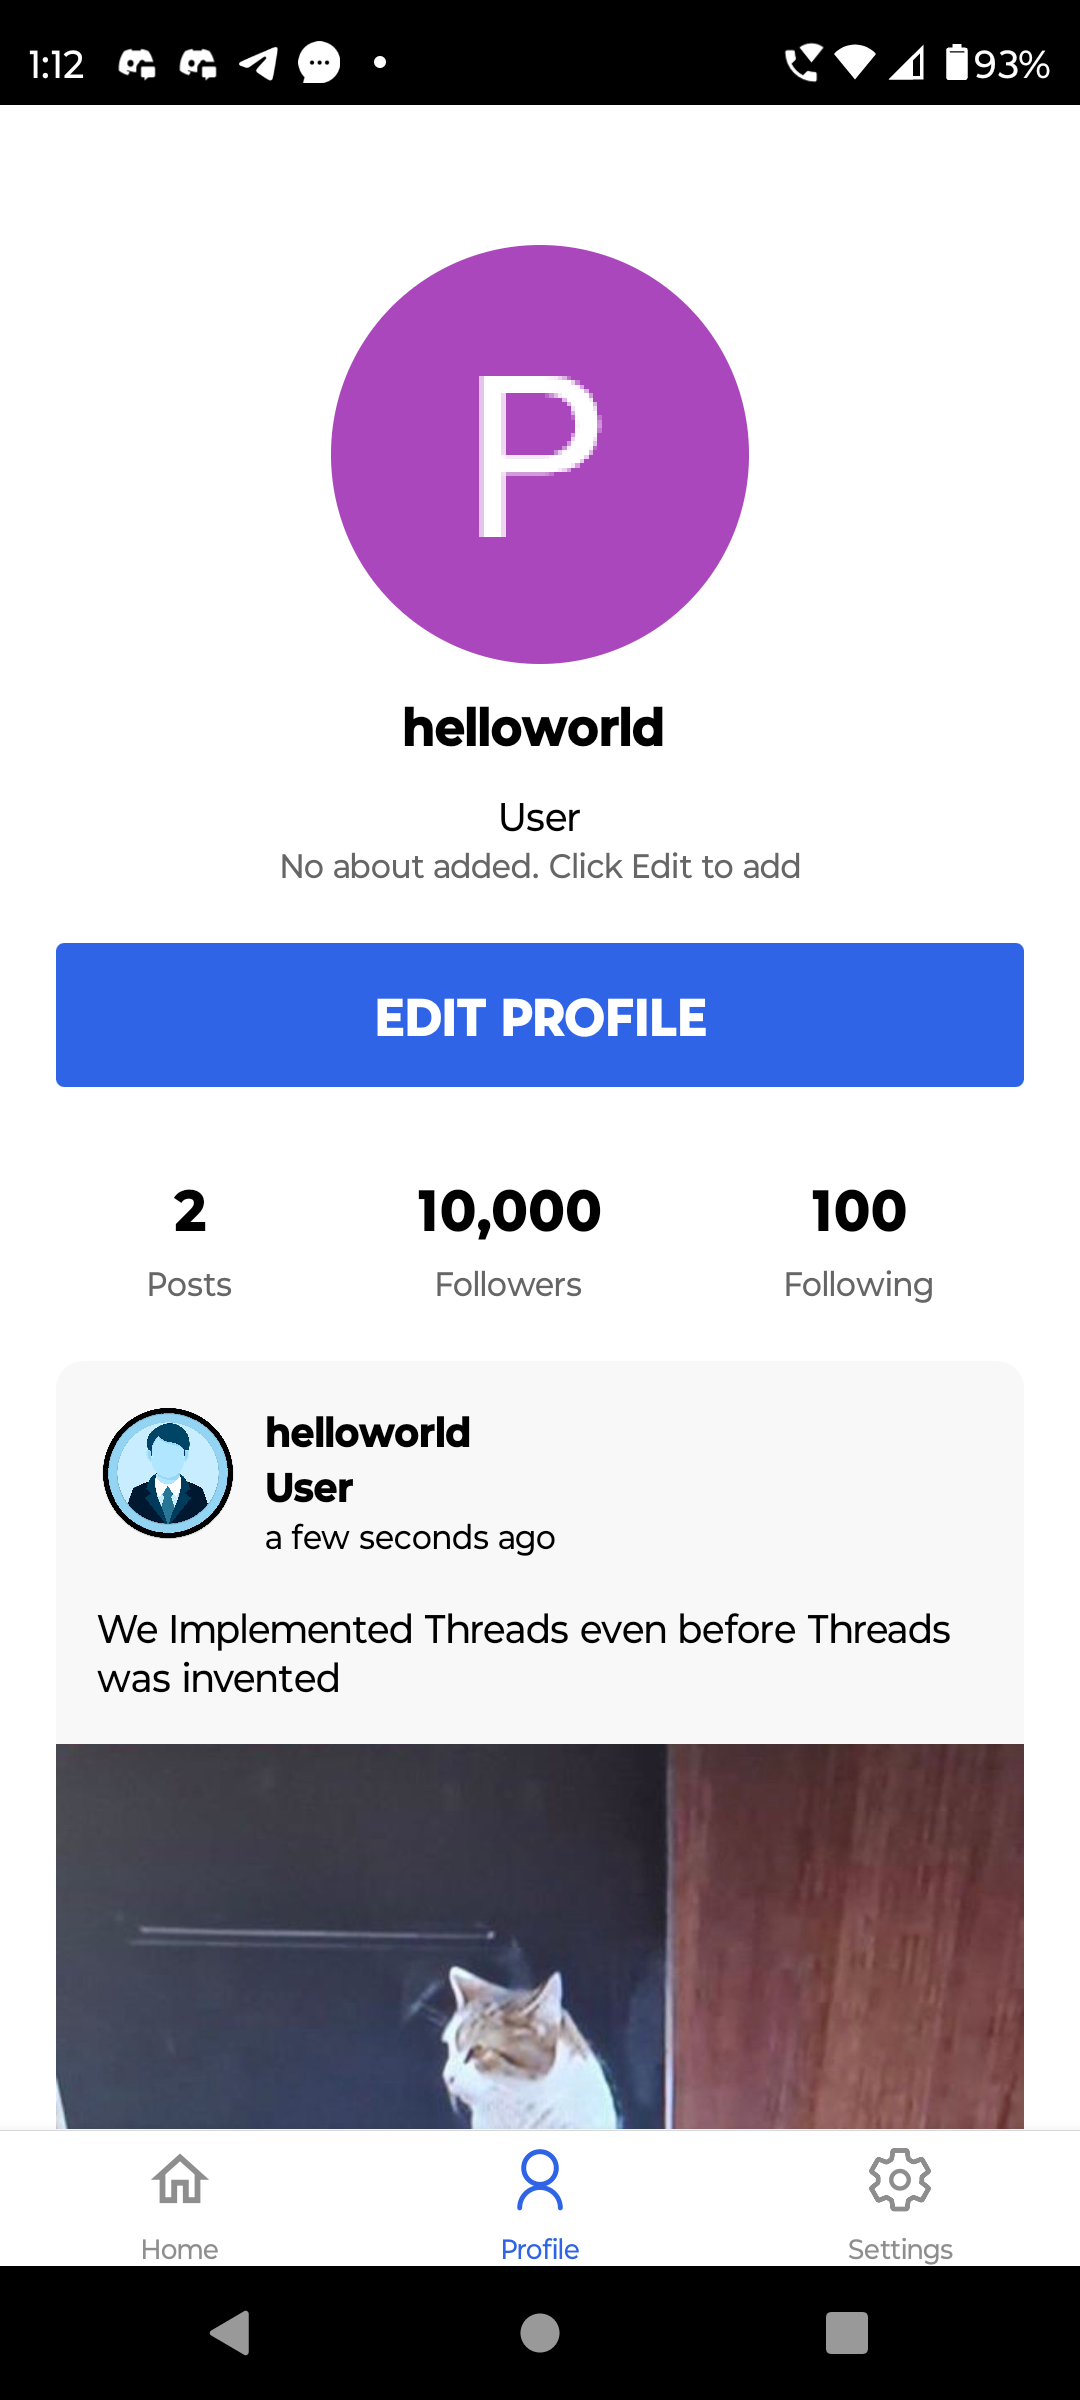 1:12
93%
P
helloworld
User
No about added. Click Edit to add
EDIT PROFILE
2 10,000 100
Posts Followers Following
helloworld
User
a few seconds ago
We Implemented Threads even before Threads
was invented
Home Profile Settings